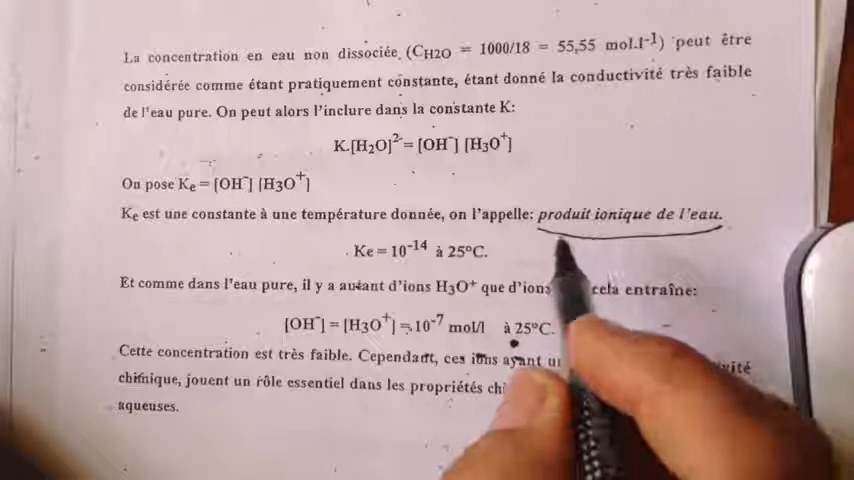 La concentration en eau non dissociée (CH2O = 1000/18 = 55,55 mol.l⁻¹) peut être
considérée comme étant pratiquement constante, étant donné la conductivité très faible
de l'eau pure. On peut alors l'inclure dans la constante K:
K.[H2O]² = [OH⁻] [H3O⁺]
On pose Ke = [OH⁻] [H3O⁺]
Ke est une constante à une température donnée, on l'appelle: produit ionique de l'eau.
Ke = 10⁻¹⁴ à 25°C.
Et comme dans l'eau pure, il y a autant d'ions H3O⁺ que d'ions cela entraîne:
[OH⁻] = [H3O⁺] = 10⁻⁷ mol/l à 25°C.
Cette concentration est très faible. Cependant, ces ions ayant
chimique, jouent un rôle essentiel dans les propriétés
aqueuses.